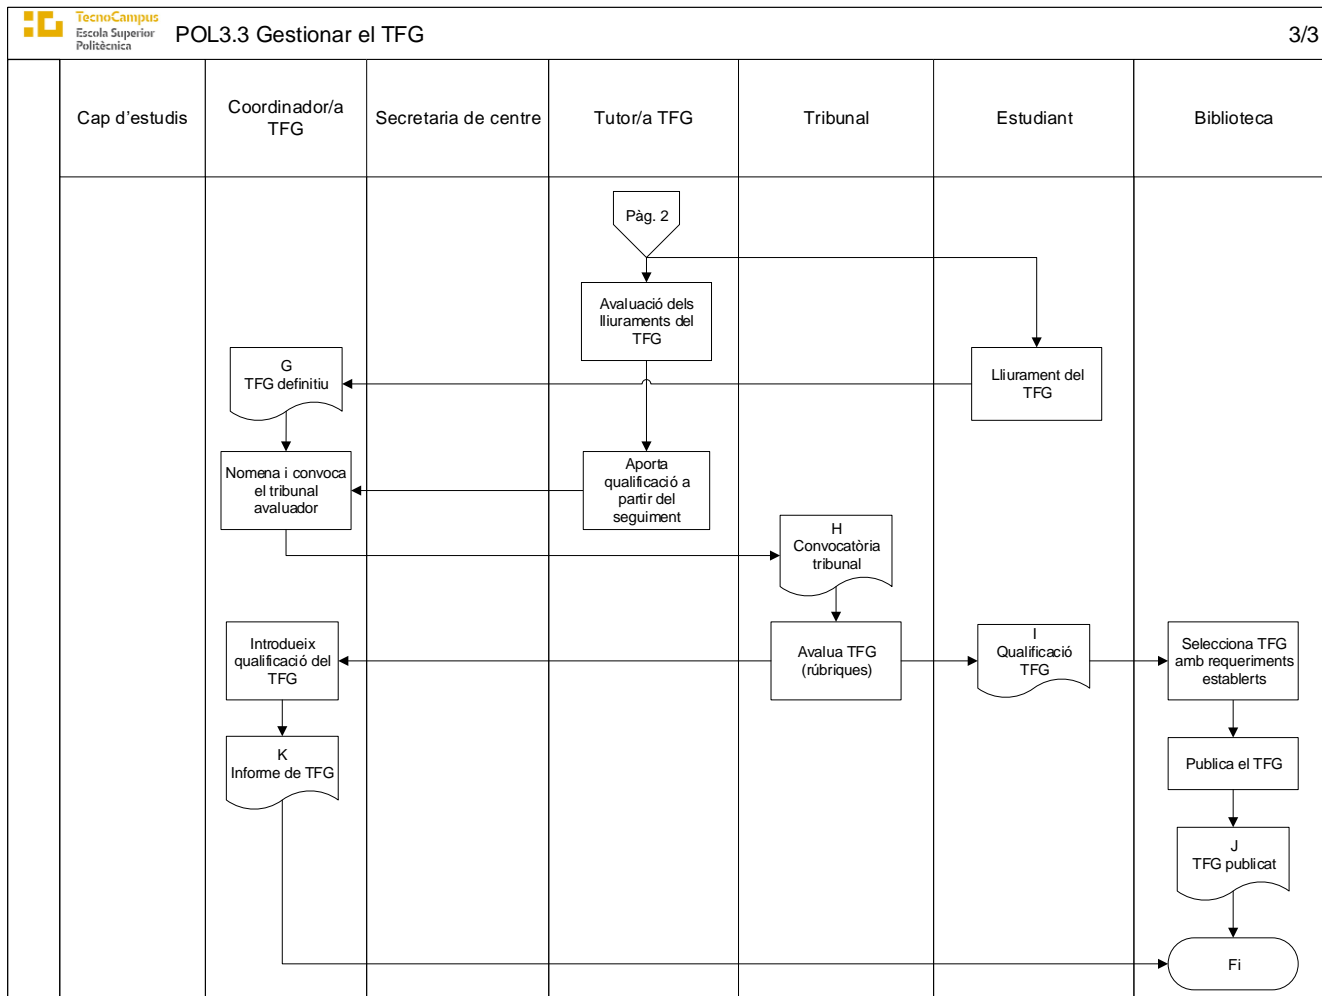 TecnoCampus
Escola Superior
Politècnica
POL3.3 Gestionar el TFG
3/3
Cap d'estudis
Coordinador/a
TFG
Secretaria de centre
Tutor/a TFG
Tribunal
Estudiant
Biblioteca
Pàg. 2
Avaluació dels
lliuraments del
TFG
G
TFG definitiu
Lliurament del
TFG
Nomena i convoca
el tribunal
avaluador
Aporta
qualificació a
partir del
seguiment
H
Convocatòria
tribunal
Introdueix
qualificació del
TFG
Avalua TFG
(rúbriques)
I
Qualificació
TFG
Selecciona TFG
amb requeriments
establerts
K
Informe de TFG
Publica el TFG
J
TFG publicat
Fi